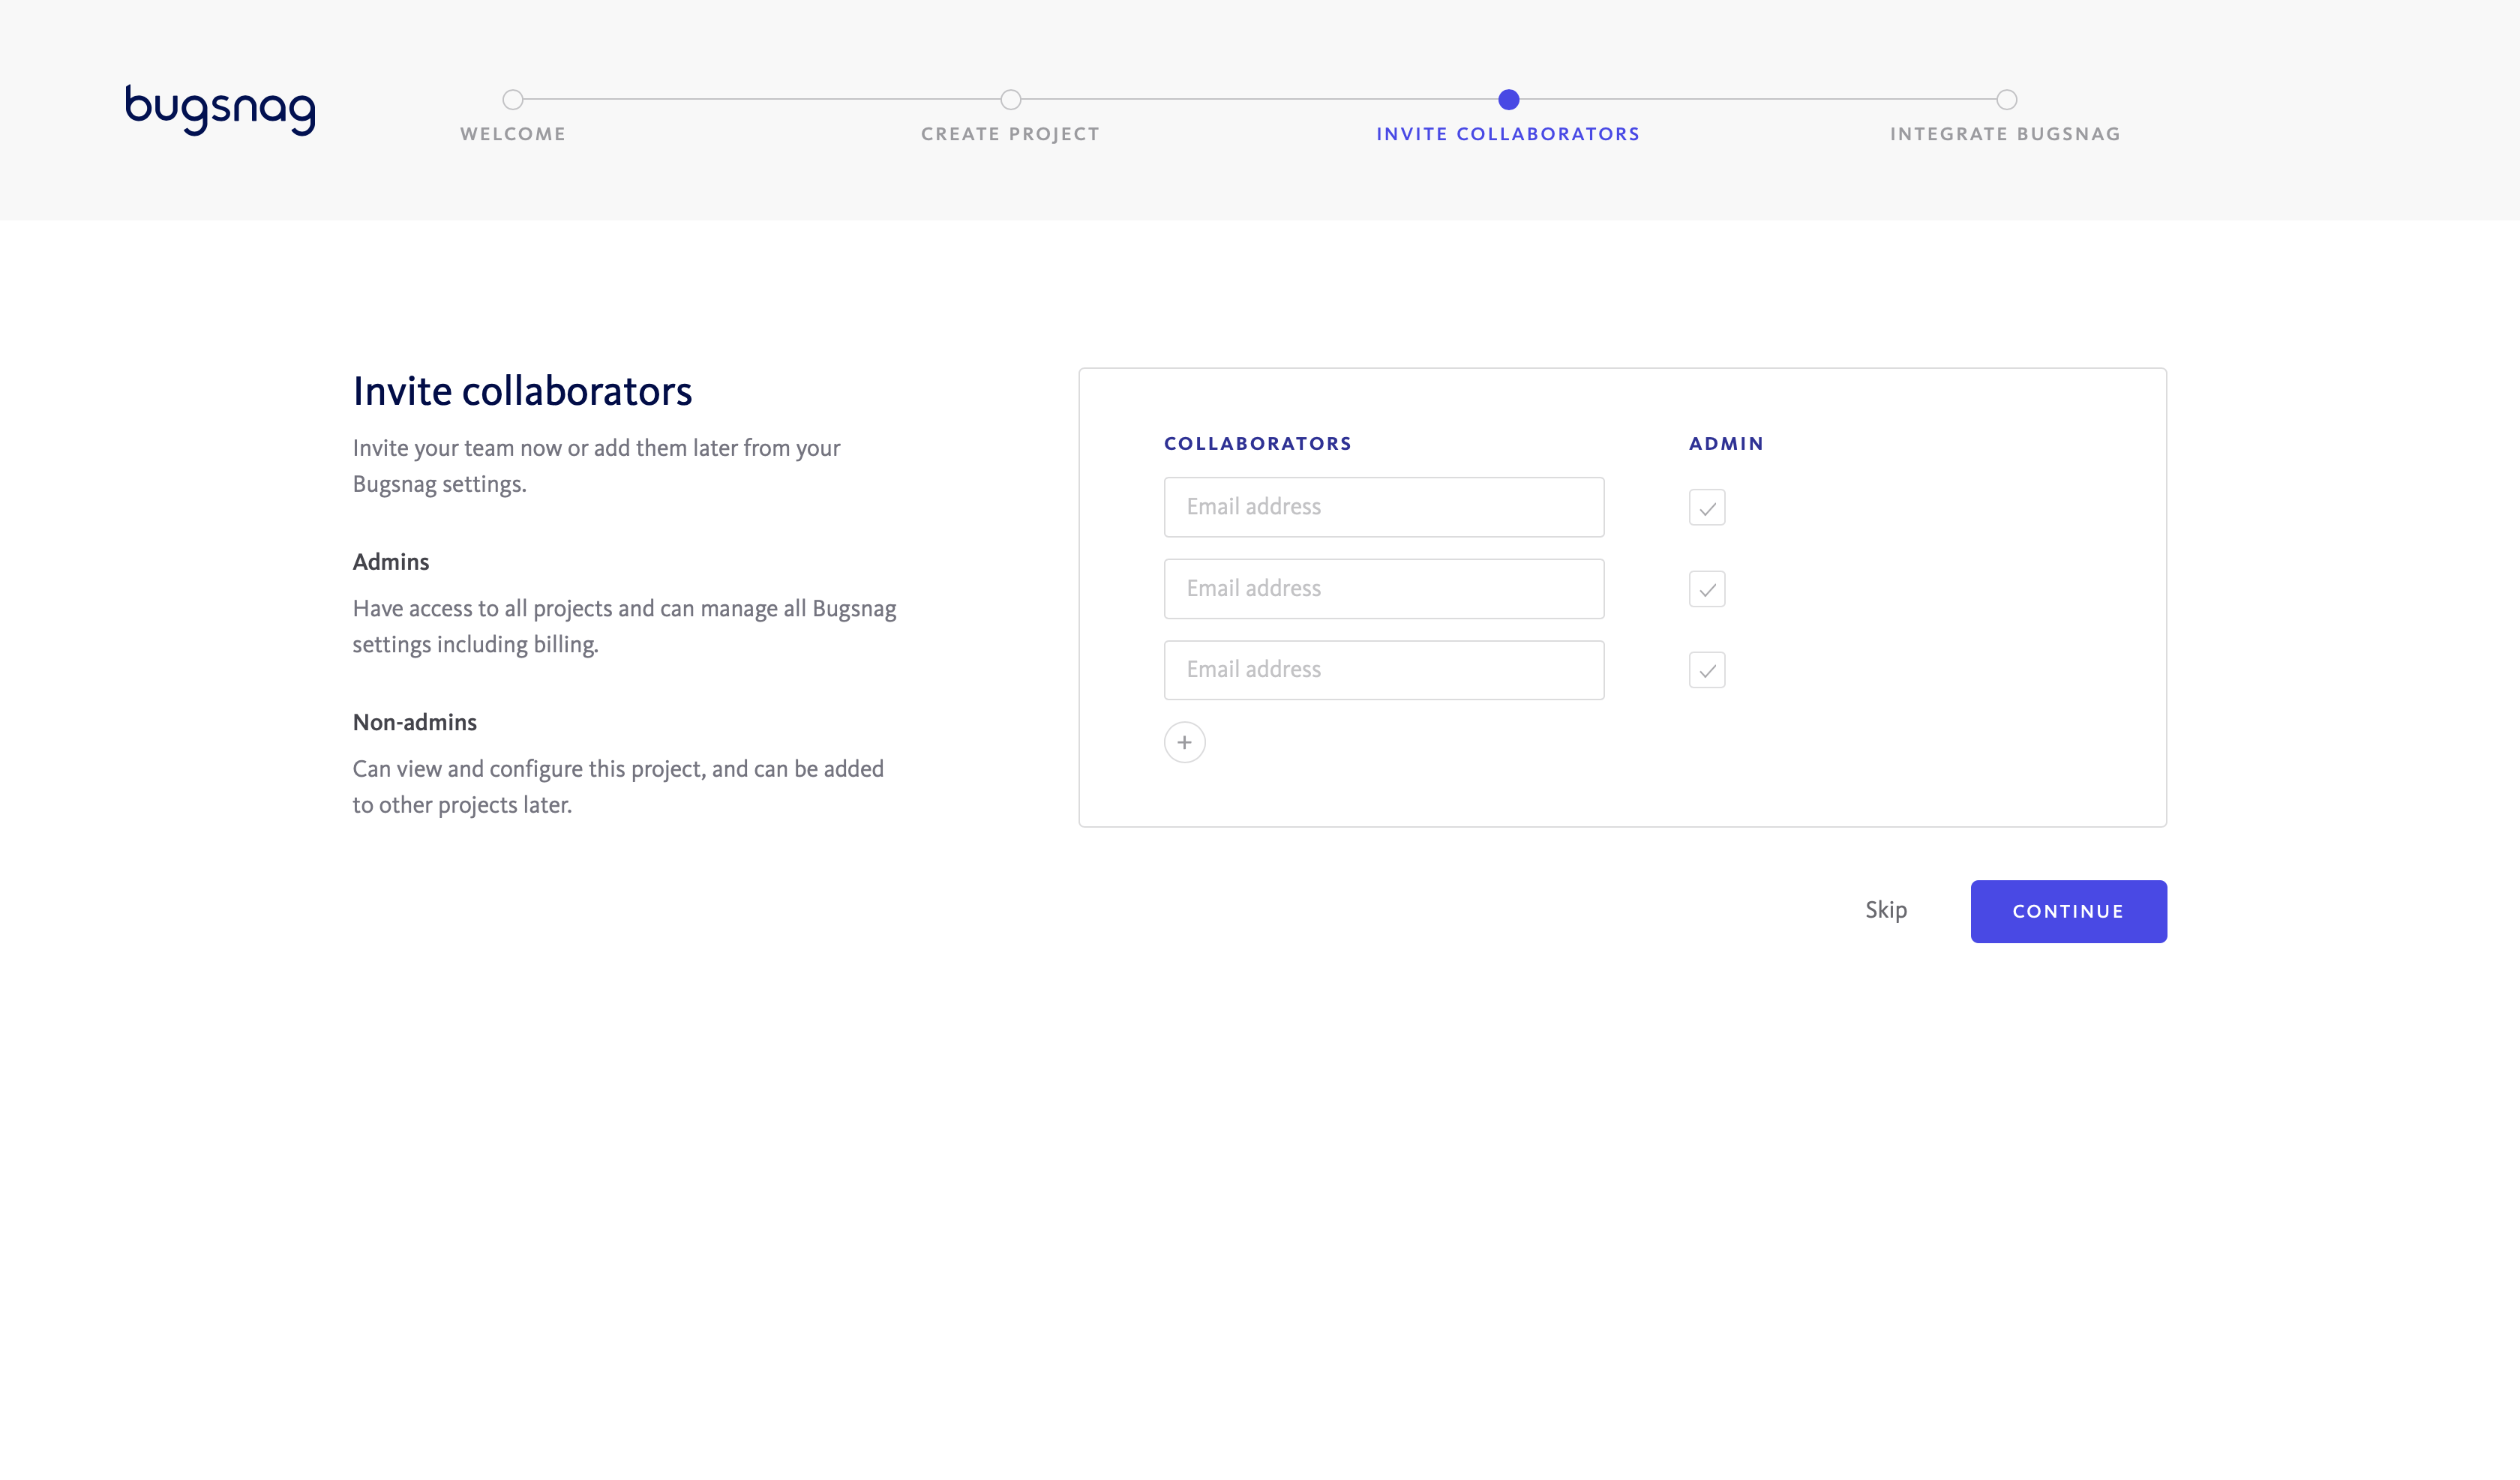 bugsnag
WELCOME
CREATE PROJECT
INVITE COLLABORATORS
INTEGRATE BUGSNAG
Invite collaborators
Invite your team now or add them later from your
Bugsnag settings.
Admins
Have access to all projects and can manage all Bugsnag
settings including billing.
Non-admins
Can view and configure this project, and can be added
to other projects later.
COLLABORATORS
ADMIN
Email address
Email address
Email address
Skip
CONTINUE